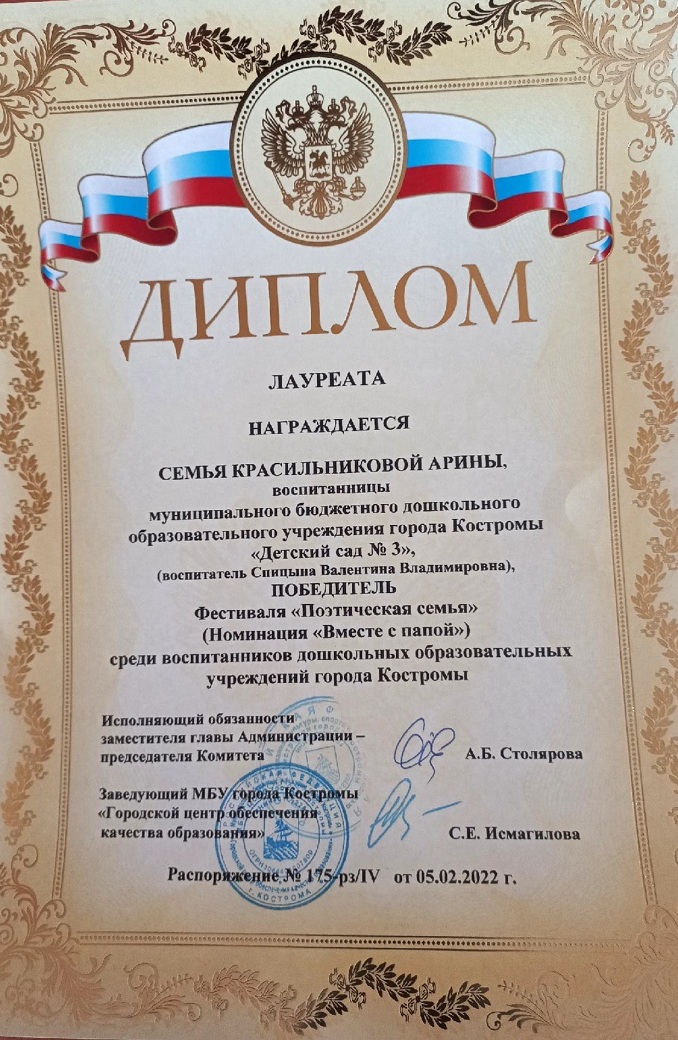 ДИПЛОМ
ЛАУРЕАТА
НАГРАЖДАЕТСЯ
СЕМЬЯ КРАСИЛЬНИКОВОЙ АРИНЫ,
воспитанницы
муниципального бюджетного дошкольного
образовательного учреждения города Костромы
«Детский сад № 3»,
(воспитатель Спицына Валентина Владимировна),
ПОБЕДИТЕЛЬ
Фестиваля «Поэтическая семья»
(Номинация «Вместе с папой»)
среди воспитанников дошкольных образовательных
учреждений города Костромы
Исполняющий обязанности
заместителя главы Администрации –
председателя Комитета
А.Б. Столярова
Заведующий МБУ города Костромы
«Городской центр обеспечения
качества образования»
С.Е. Исмагилова
Распоряжение № 175-рз/IV от 05.02.2022 г.
г. КОСТРОМА